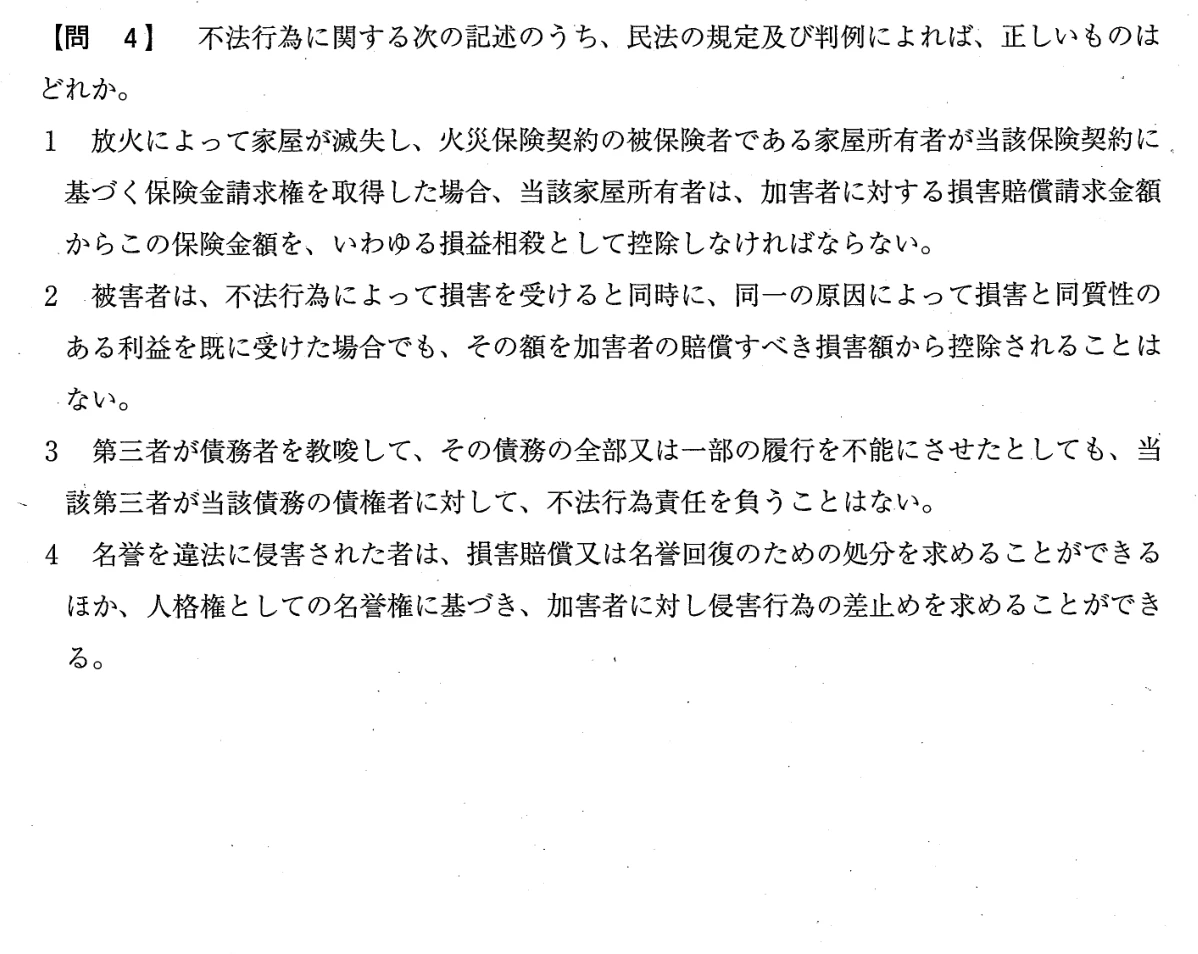 【問　4】　不法行為に関する次の記述のうち、民法の規定及び判例によれば、正しいものは
どれか。
1　放火によって家屋が滅失し、火災保険契約の被保険者である家屋所有者が当該保険契約に
基づく保険金請求権を取得した場合、当該家屋所有者は、加害者に対する損害賠償請求金額
からこの保険金額を、いわゆる損益相殺として控除しなければならない。
2　被害者は、不法行為によって損害を受けると同時に、同一の原因によって損害と同質性の
ある利益を既に受けた場合でも、その額を加害者の賠償すべき損害額から控除されることは
ない。
3　第三者が債務者を教唆して、その債務の全部又は一部の履行を不能にさせたとしても、当
該第三者が当該債務の債権者に対して、不法行為責任を負うことはない。
4　名誉を違法に侵害された者は、損害賠償又は名誉回復のための処分を求めることができる
ほか、人格権としての名誉権に基づき、加害者に対し侵害行為の差止めを求めることができ
る。